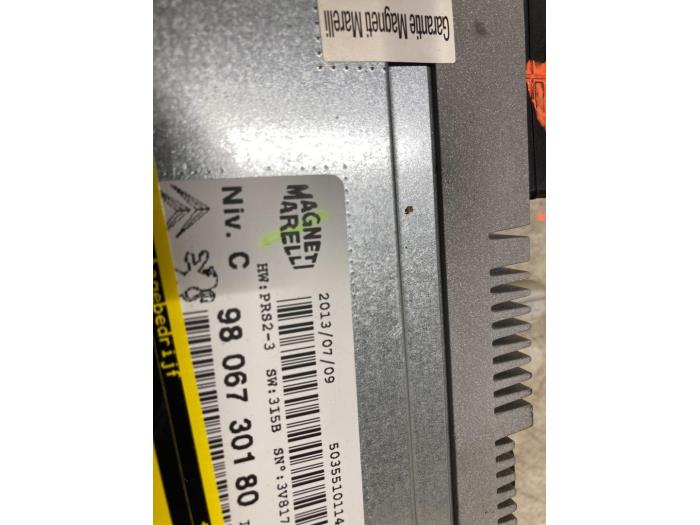 Garantie Magneti Marelli
MAGNETI
MARELLI
2013/07/09
5035510114
HW:PRS2-3 SW:315B SN°:3V817
Niv. C 98 067 301 80